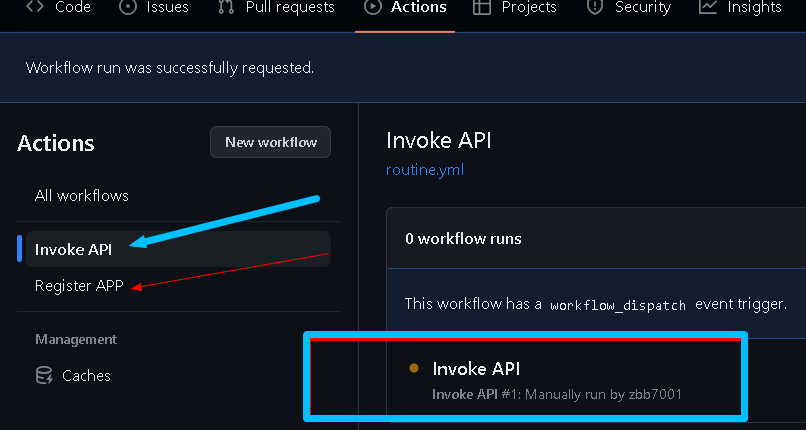 Code Issues Pull requests Actions Projects Security Insights
Workflow run was successfully requested.
Actions
New workflow
All workflows
Invoke API
Register APP
Management
Caches
Invoke API
routine.yml
0 workflow runs
This workflow has a workflow_dispatch event trigger.
Invoke API
Invoke API #1: Manually run by zbb7001